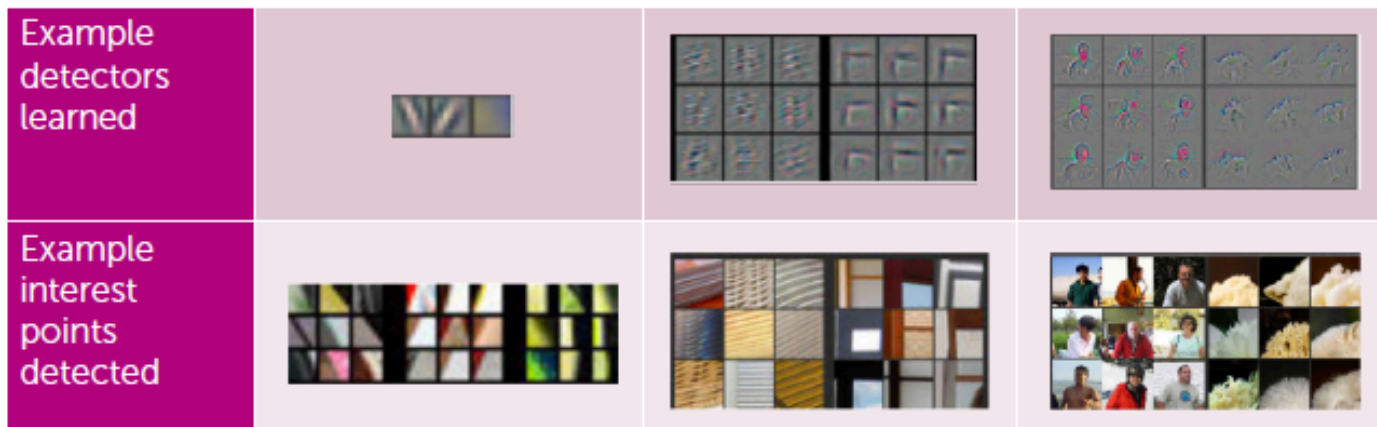 Example
detectors
learned
Example
interest
points
detected